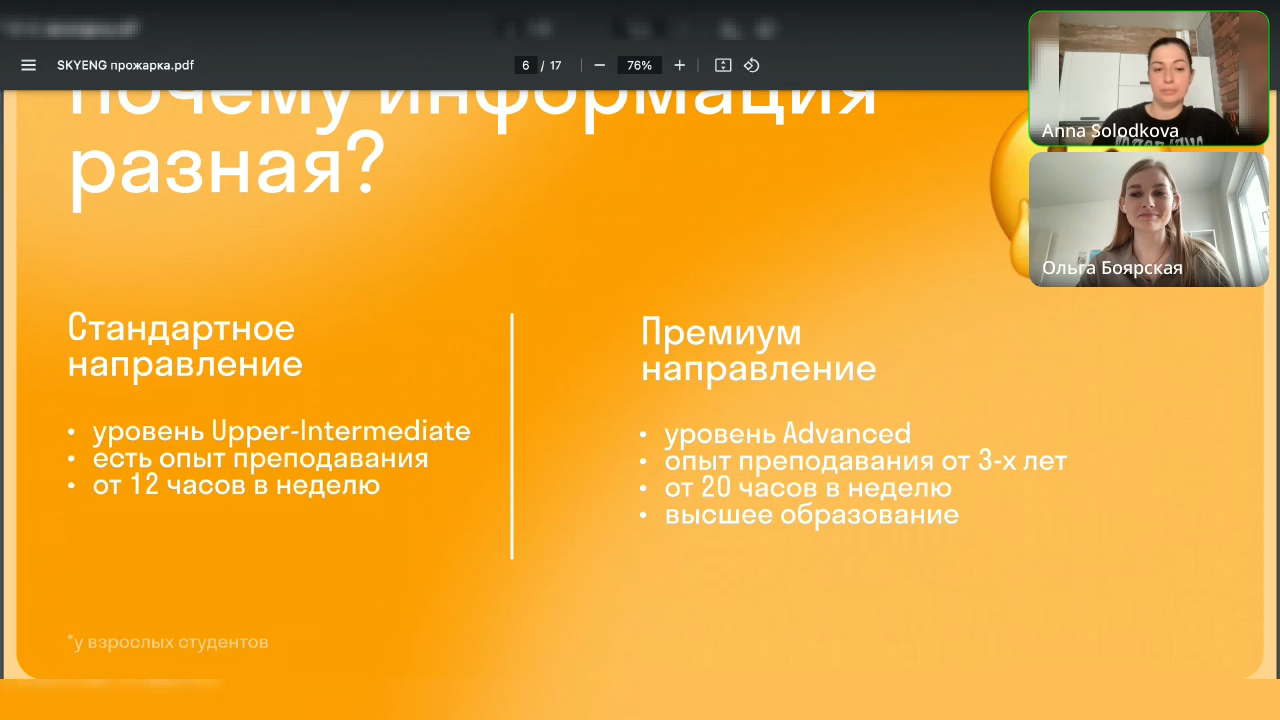 SKYENG прожарка.pdf
6 / 17
76%
почему информация
разная?
Anna Solodkova
Ольга Боярская
Стандартное
направление
• уровень Upper-Intermediate
• есть опыт преподавания
• от 12 часов в неделю
Премиум
направление
• уровень Advanced
• опыт преподавания от 3-х лет
• от 20 часов в неделю
• высшее образование
*у взрослых студентов